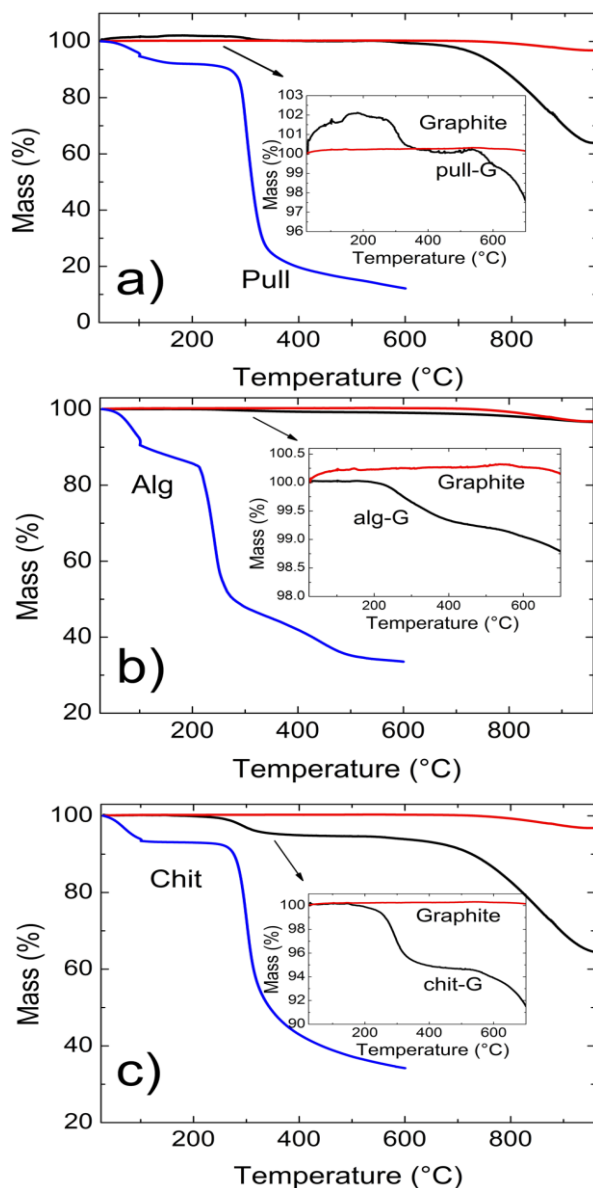 100
80
60
40
20
0
Mass (%)
103
102
101
100
99
98
97
96
Mass (%)
Graphite
pull-G
200 400 600
Temperature (°C)
Pull
a)
200 400 600 800
Temperature (°C)
100
80
60
40
20
Mass (%)
100.5
100.0
99.5
99.0
98.5
98.0
Mass (%)
Graphite
alg-G
0 200 400 600
Temperature (°C)
Alg
b)
200 400 600 800
Temperature (°C)
100
80
60
40
20
Mass (%)
100
98
96
94
92
90
Mass (%)
Graphite
chit-G
200 400 600
Temperature (°C)
Chit
c)
200 400 600 800
Temperature (°C)